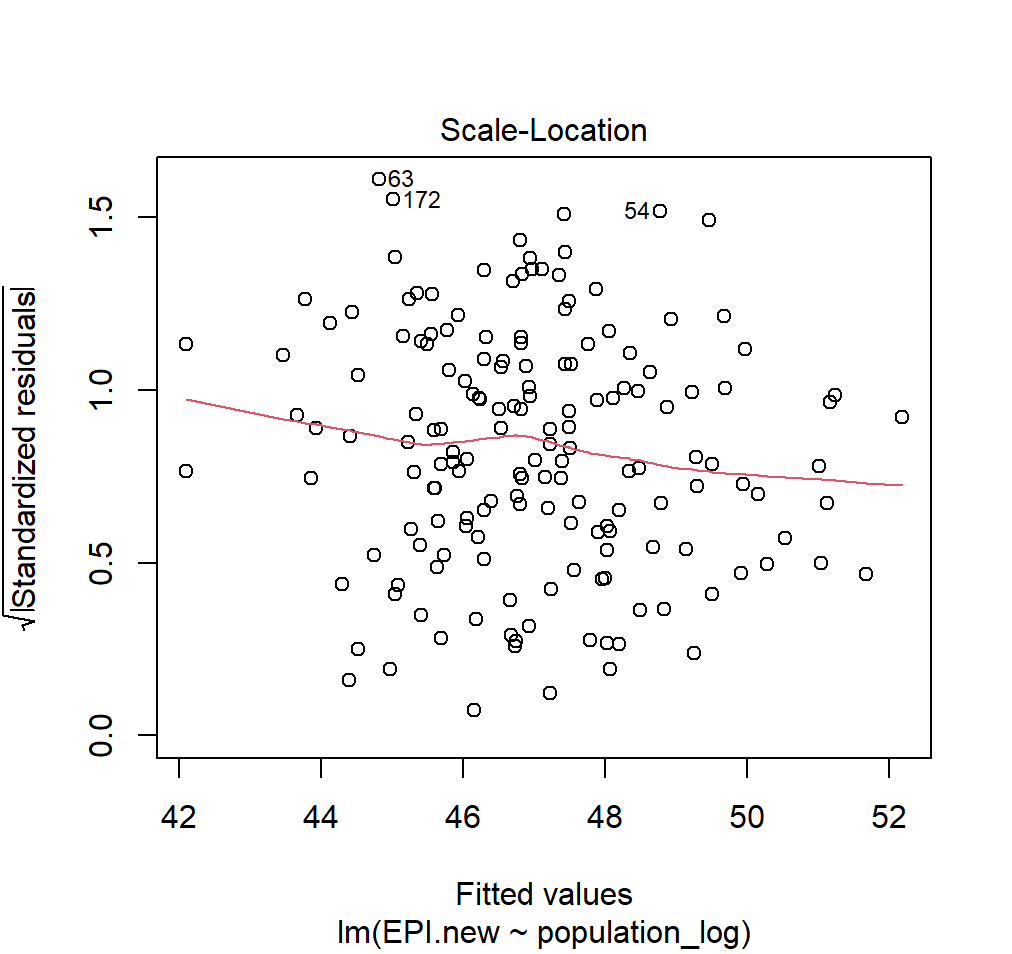 Scale-Location
63
172
54
√|Standardized residuals|
1.5
1.0
0.5
0.0
42 44 46 48 50 52
Fitted values
lm(EPI.new ~ population_log)